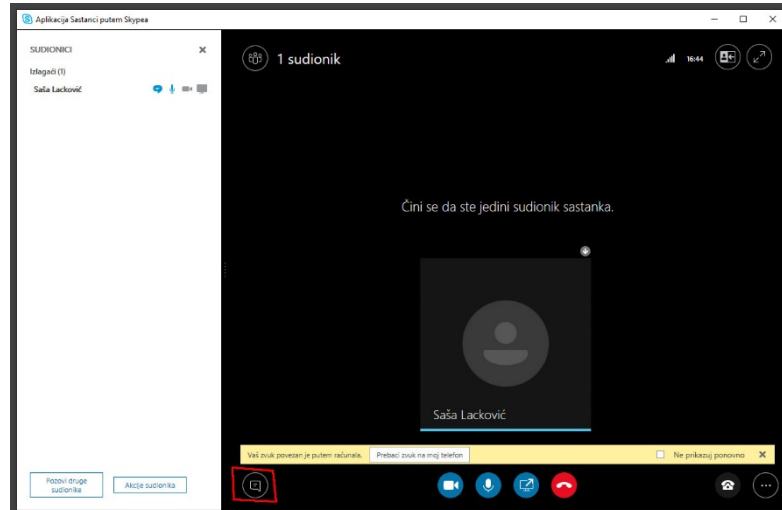 Aplikacija Sastanci putem Skypea
SUDIONICI
Izlagači (1)
Saša Lacković
1 sudionik
16:44
Čini se da ste jedini sudionik sastanka.
Saša Lacković
Vaš zvuk povezan je putem računala. Prebaci zvuk na moj telefon Ne prikazuj ponovno
Pozovi druge
sudionike
Akcije sudionika